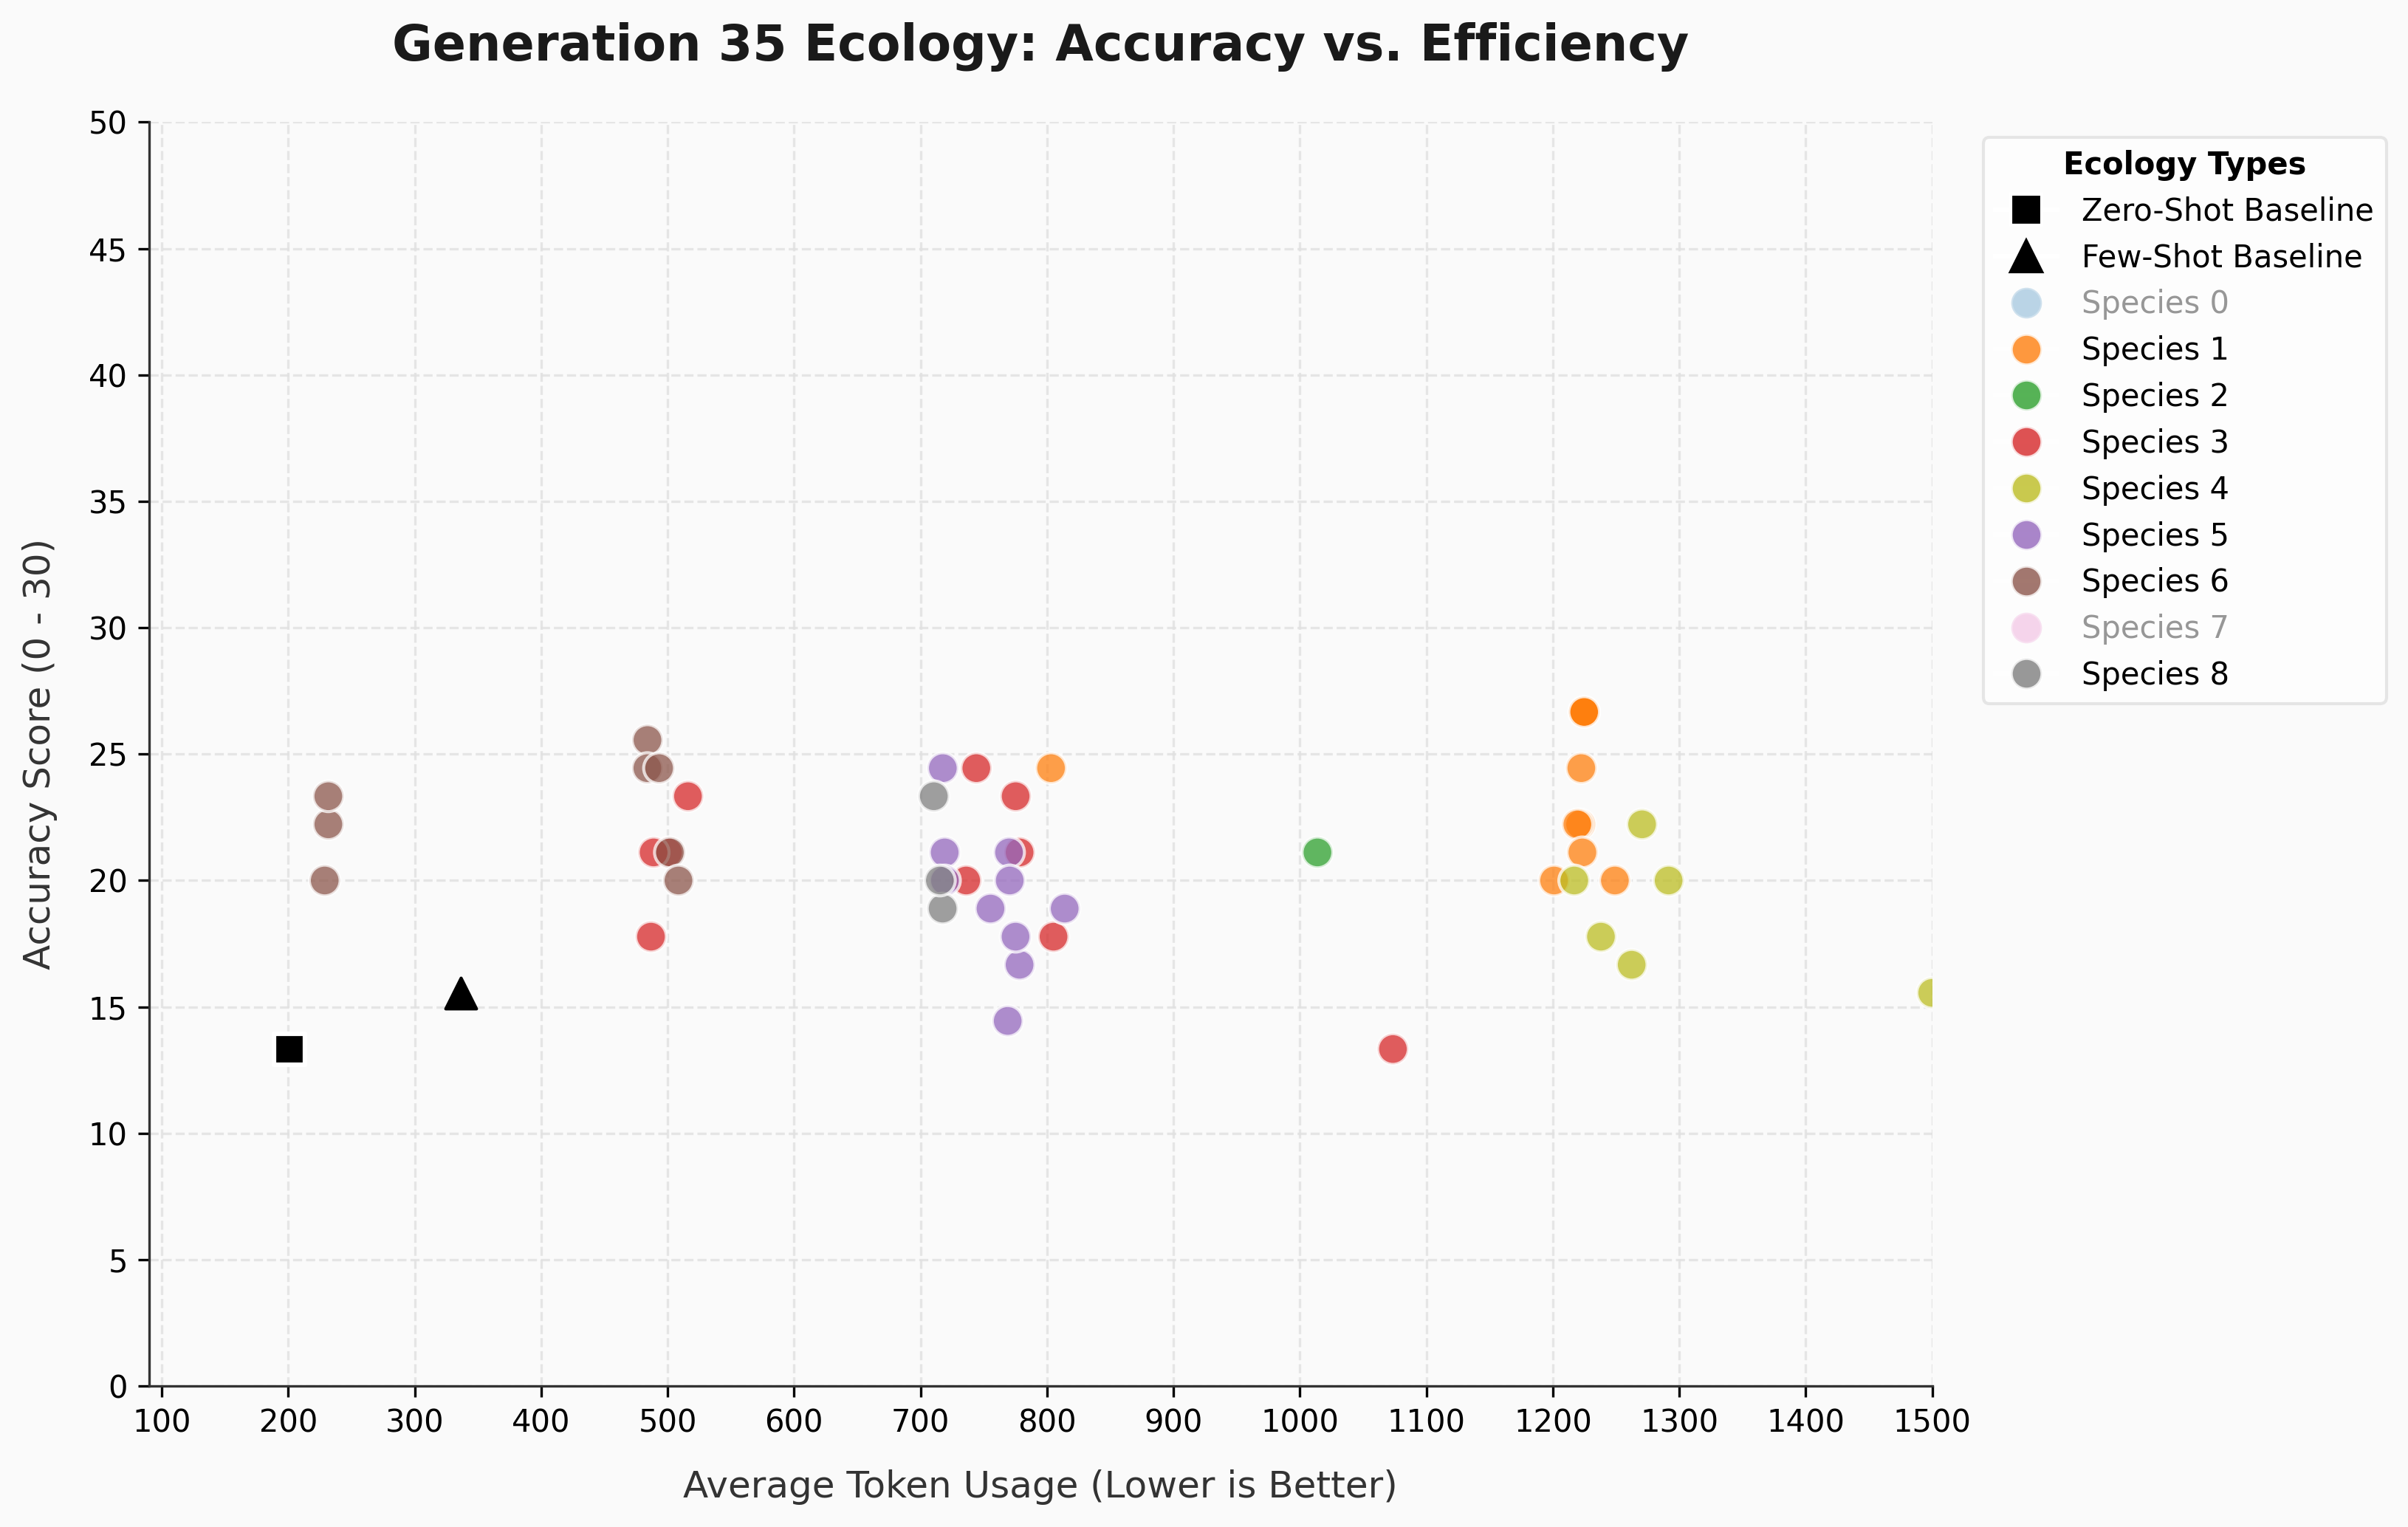 Generation 35 Ecology: Accuracy vs. Efficiency
50
45
40
35
30
25
20
15
10
5
0
Accuracy Score (0 - 30)
100 200 300 400 500 600 700 800 900 1000 1100 1200 1300 1400 1500
Average Token Usage (Lower is Better)
Ecology Types
Zero-Shot Baseline
Few-Shot Baseline
Species 0
Species 1
Species 2
Species 3
Species 4
Species 5
Species 6
Species 7
Species 8